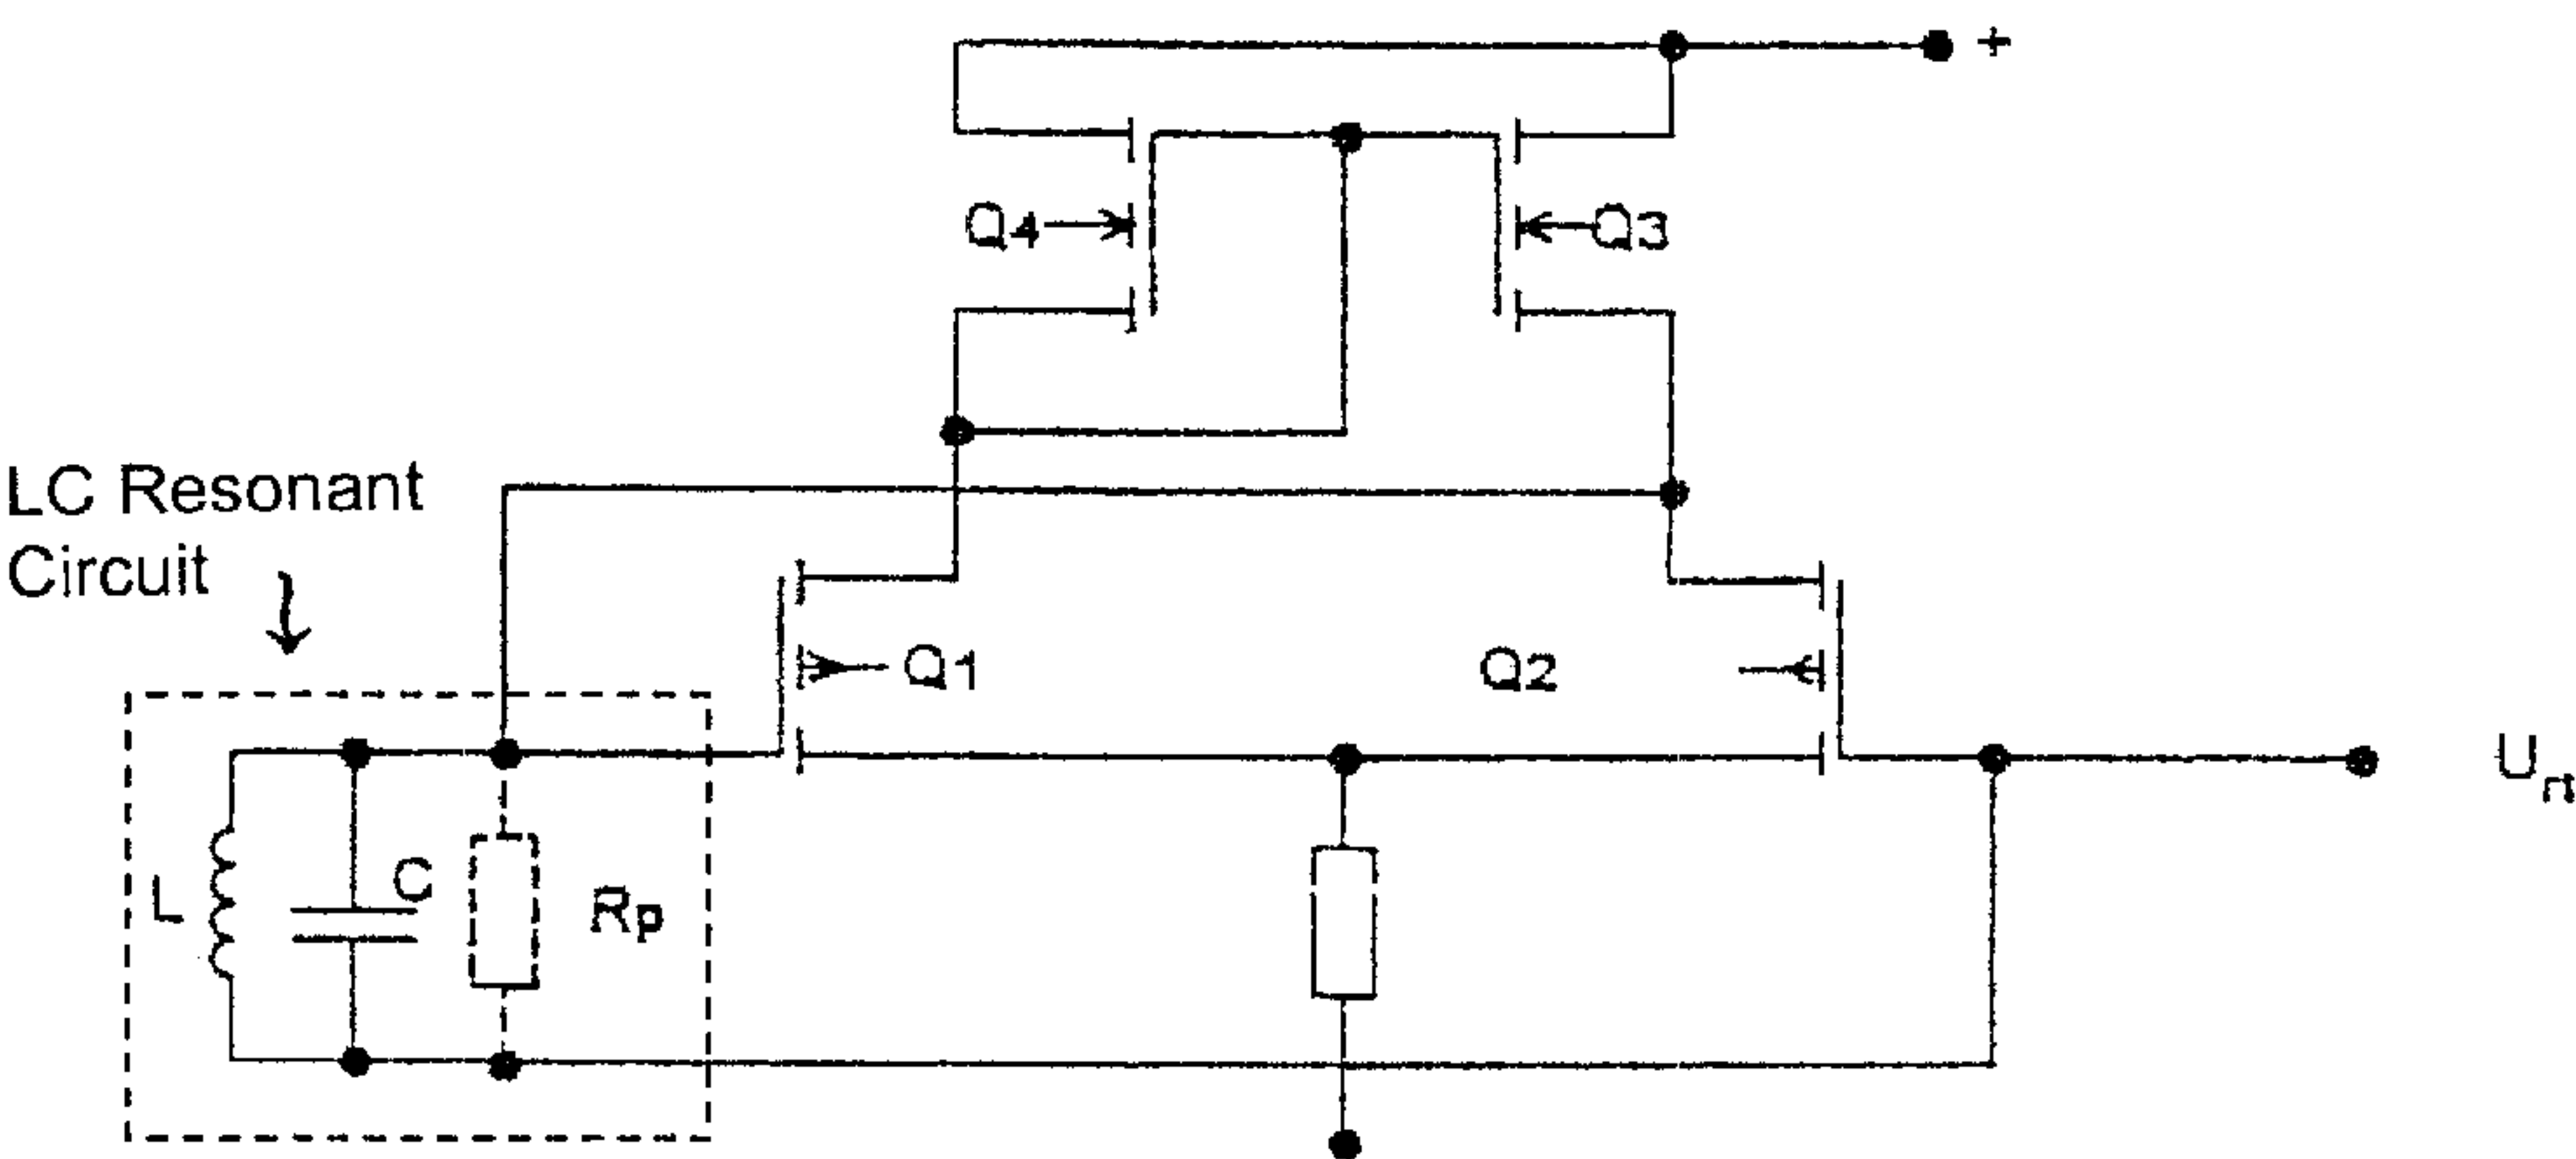 +
Q4
Q3
LC Resonant
Circuit
Q1
Q2
L
C
Rp